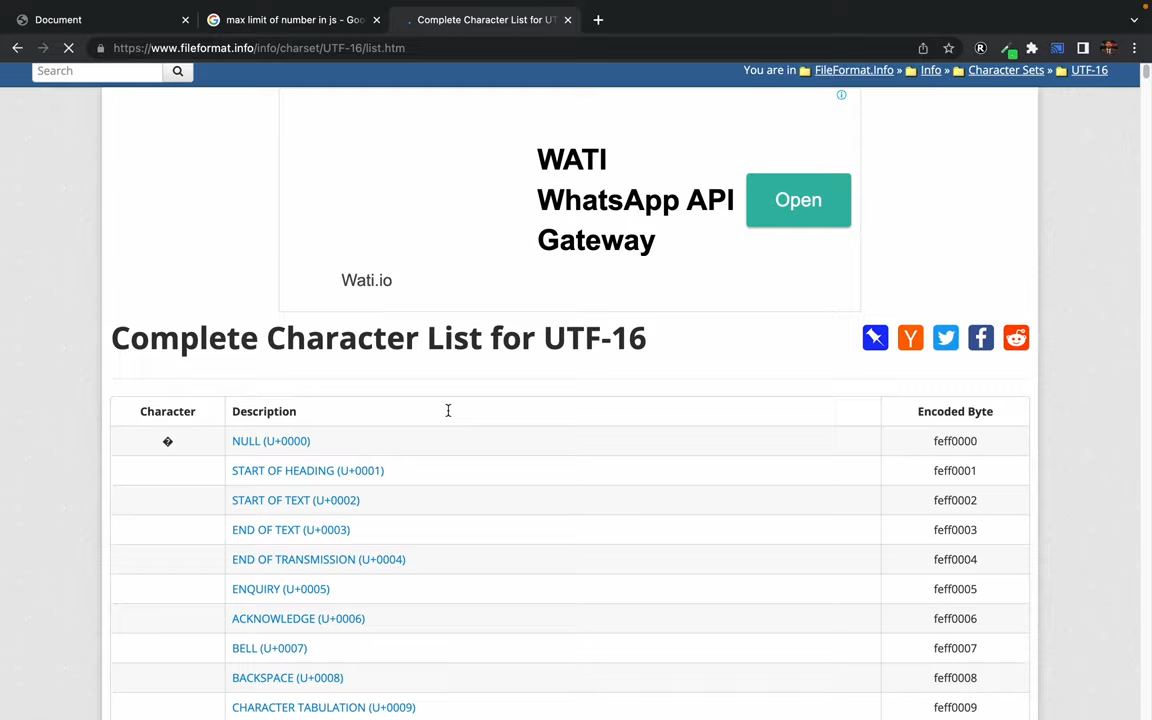 Document
max limit of number in js - Goo
Complete Character List for UT
https://www.fileformat.info/info/charset/UTF-16/list.htm
Search
You are in FileFormat.Info » Info » Character Sets » UTF-16
WATI
WhatsApp API
Gateway
Open
Wati.io
Complete Character List for UTF-16
Character Description Encoded Byte
� NULL (U+0000) feff0000
START OF HEADING (U+0001) feff0001
START OF TEXT (U+0002) feff0002
END OF TEXT (U+0003) feff0003
END OF TRANSMISSION (U+0004) feff0004
ENQUIRY (U+0005) feff0005
ACKNOWLEDGE (U+0006) feff0006
BELL (U+0007) feff0007
BACKSPACE (U+0008) feff0008
CHARACTER TABULATION (U+0009) feff0009